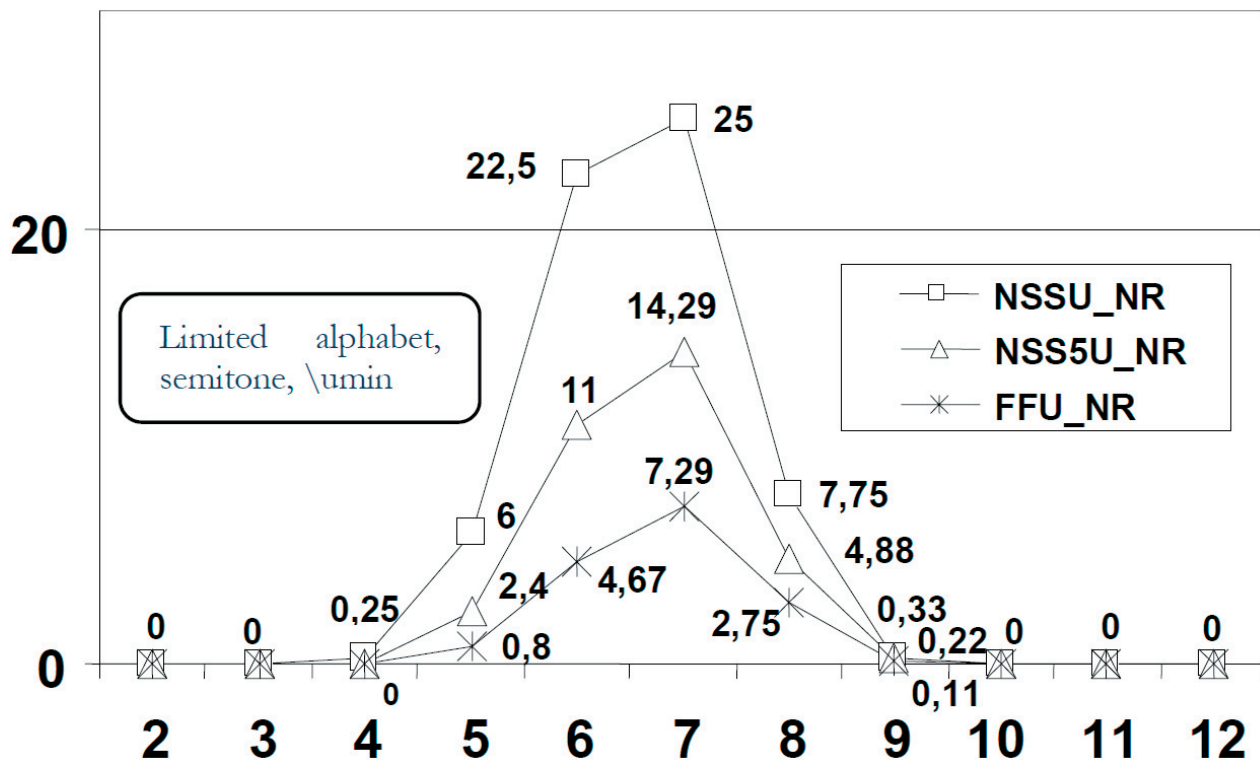 25
22,5
20
NSSU_NR
14,29
Limited alphabet,
semitone, \umin
NSS5U_NR
11
FFU_NR
7,29
7,75
6
4,88
4,67
2,4
0,25
2,75
0,33
0 0 0,8 0,22 0 0 0
0
0 0,11
2 3 4 5 6 7 8 9 10 11 12